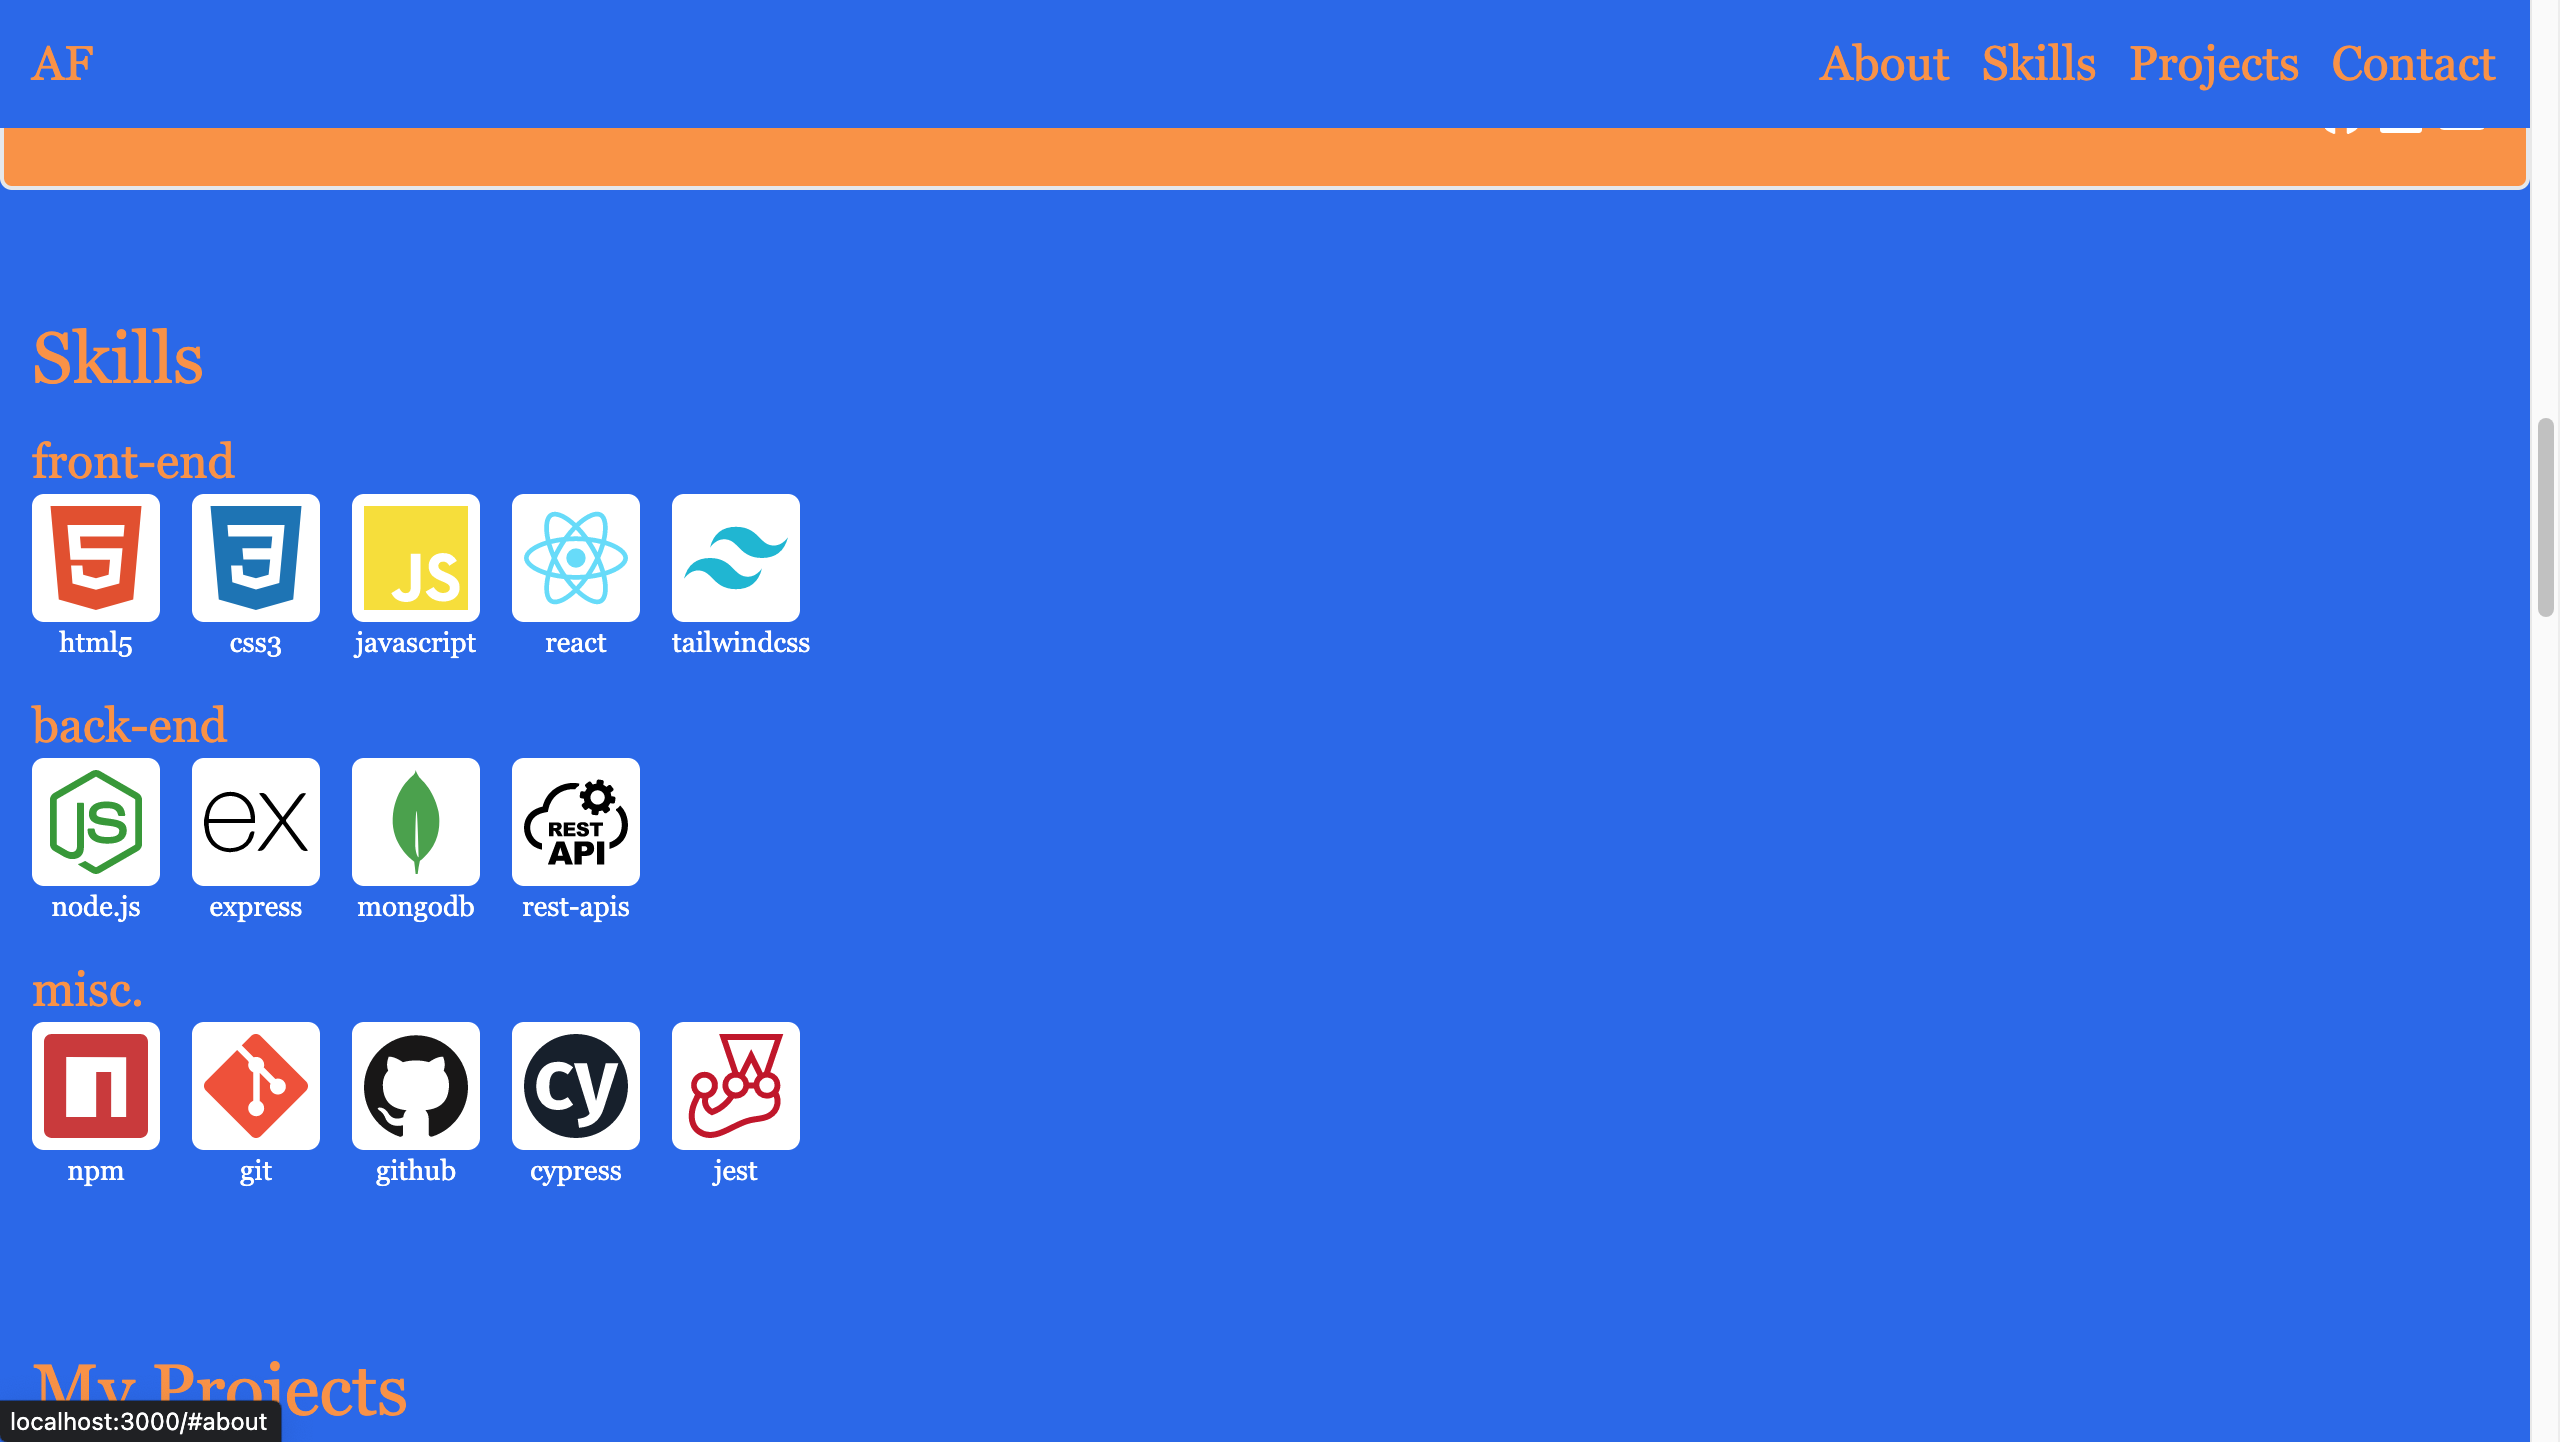 AF
About Skills Projects Contact
Skills
front-end
JS
html5 css3 javascript react tailwindcss
back-end
JS ex REST API
node.js express mongodb rest-apis
misc.
n cy
npm git github cypress jest
My Projects
localhost:3000/#about